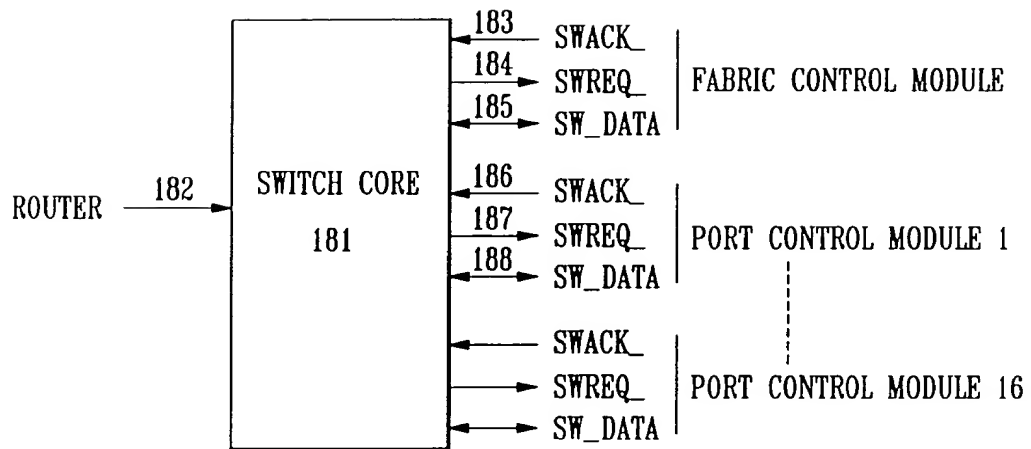 183 SWACK_
184 SWREQ_ FABRIC CONTROL MODULE
185 SW_DATA
ROUTER 182 SWITCH CORE 181
186 SWACK_
187 SWREQ_ PORT CONTROL MODULE 1
188 SW_DATA
SWACK_
SWREQ_ PORT CONTROL MODULE 16
SW_DATA